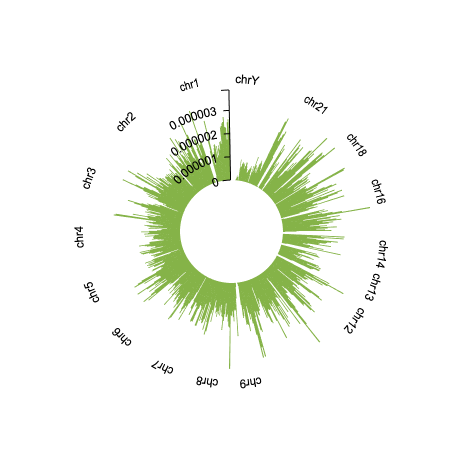 chrY
chr21
chr18
chr16
chr14
chr13
chr12
chr9
chr8
chr7
chr6
chr5
chr4
chr3
chr2
chr1
0.000003
0.000002
0.000001
0